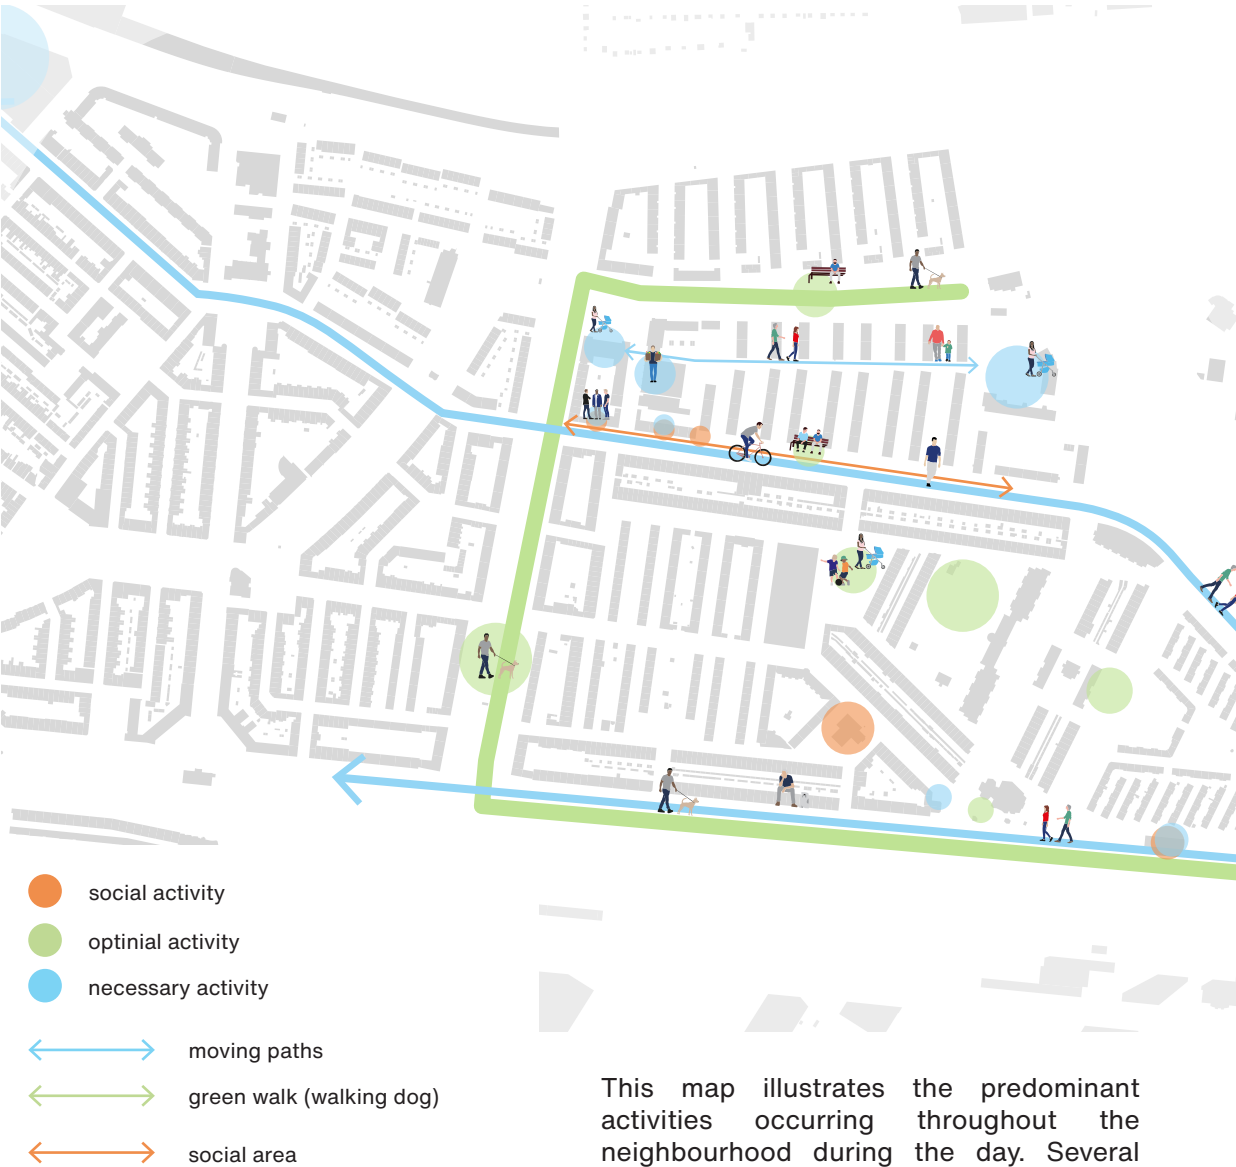 social activity
optinial activity
necessary activity
moving paths
green walk (walking dog)
social area
This map illustrates the predominant
activities occurring throughout the
neighbourhood during the day. Several